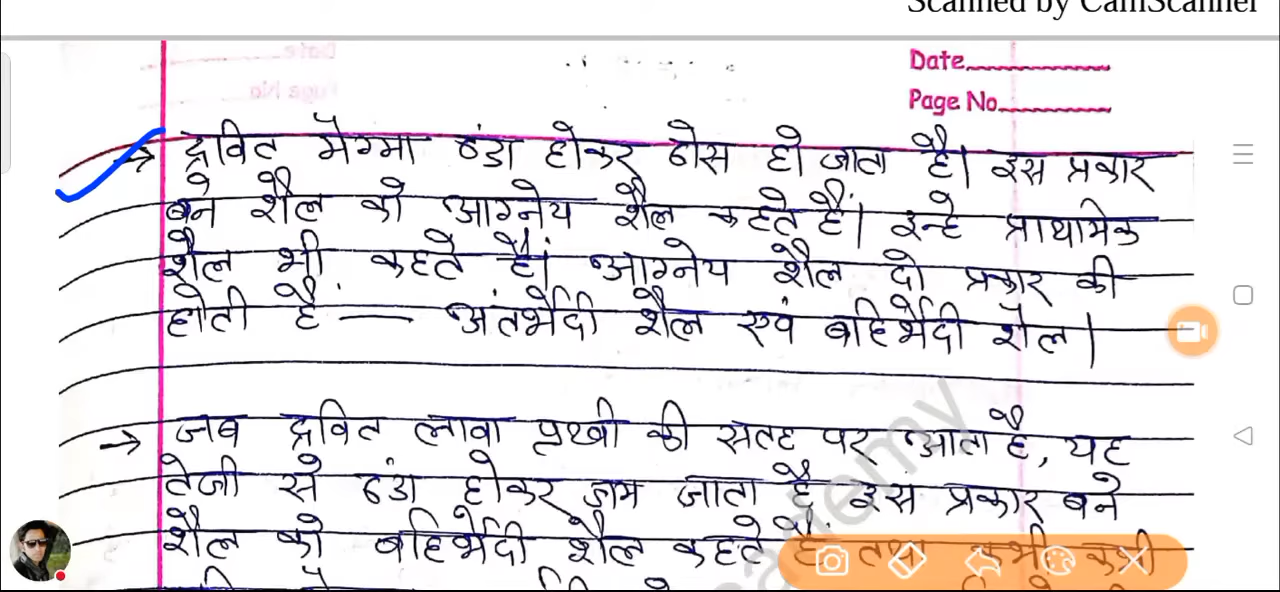 Scanned by CamScanner
Date
Page No.
→ द्रवित मैग्मा ठंडा होकर ठोस हो जाता है। इस प्रकार
बने शैल को आग्नेय शैल कहते हैं। इन्हे प्राथमिक
शैल भी कहते हैं। आग्नेय शैल दो प्रकार की
होती हैं — अंतर्भेदी शैल एवं बहिर्भेदी शैल।
→ जब द्रवित लावा पृथ्वी की सतह पर आता है, यह
तेजी से ठंडा होकर जम जाता है इस प्रकार बने
शैल को बहिर्भेदी शैल कहते हैं